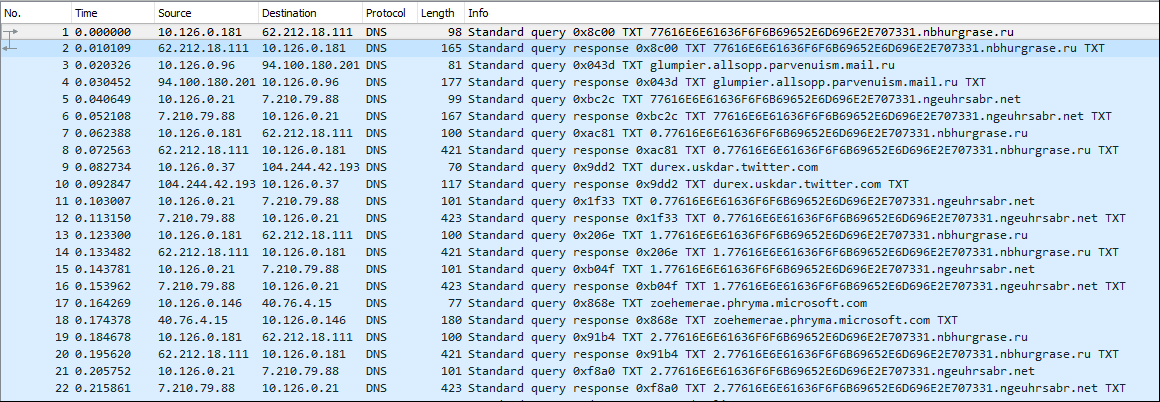 No. Time Source Destination Protocol Length Info
1 0.000000 10.126.0.181 62.212.18.111 DNS 98 Standard query 0x8c00 TXT 77616E6E61636F6F6B69652E6D696E2E707331.nbhurgrase.ru
2 0.010109 62.212.18.111 10.126.0.181 DNS 165 Standard query response 0x8c00 TXT 77616E6E61636F6F6B69652E6D696E2E707331.nbhurgrase.ru TXT
3 0.020326 10.126.0.96 94.100.180.201 DNS 81 Standard query 0x043d TXT glumpier.allsopp.parvenuism.mail.ru
4 0.030452 94.100.180.201 10.126.0.96 DNS 177 Standard query response 0x043d TXT glumpier.allsopp.parvenuism.mail.ru TXT
5 0.040649 10.126.0.21 7.210.79.88 DNS 99 Standard query 0xbc2c TXT 77616E6E61636F6F6B69652E6D696E2E707331.ngeuhrsabr.net
6 0.052108 7.210.79.88 10.126.0.21 DNS 167 Standard query response 0xbc2c TXT 77616E6E61636F6F6B69652E6D696E2E707331.ngeuhrsabr.net TXT
7 0.062388 10.126.0.181 62.212.18.111 DNS 100 Standard query 0xac81 TXT 0.77616E6E61636F6F6B69652E6D696E2E707331.nbhurgrase.ru
8 0.072563 62.212.18.111 10.126.0.181 DNS 421 Standard query response 0xac81 TXT 0.77616E6E61636F6F6B69652E6D696E2E707331.nbhurgrase.ru TXT
9 0.082734 10.126.0.37 104.244.42.193 DNS 70 Standard query 0x9dd2 TXT durex.uskdar.twitter.com
10 0.092847 104.244.42.193 10.126.0.37 DNS 117 Standard query response 0x9dd2 TXT durex.uskdar.twitter.com TXT
11 0.103007 10.126.0.21 7.210.79.88 DNS 101 Standard query 0x1f33 TXT 0.77616E6E61636F6F6B69652E6D696E2E707331.ngeuhrsabr.net
12 0.113150 7.210.79.88 10.126.0.21 DNS 423 Standard query response 0x1f33 TXT 0.77616E6E61636F6F6B69652E6D696E2E707331.ngeuhrsabr.net TXT
13 0.123300 10.126.0.181 62.212.18.111 DNS 100 Standard query 0x206e TXT 1.77616E6E61636F6F6B69652E6D696E2E707331.nbhurgrase.ru
14 0.133482 62.212.18.111 10.126.0.181 DNS 421 Standard query response 0x206e TXT 1.77616E6E61636F6F6B69652E6D696E2E707331.nbhurgrase.ru TXT
15 0.143781 10.126.0.21 7.210.79.88 DNS 101 Standard query 0xb04f TXT 1.77616E6E61636F6F6B69652E6D696E2E707331.ngeuhrsabr.net
16 0.153962 7.210.79.88 10.126.0.21 DNS 423 Standard query response 0xb04f TXT 1.77616E6E61636F6F6B69652E6D696E2E707331.ngeuhrsabr.net TXT
17 0.164269 10.126.0.146 40.76.4.15 DNS 77 Standard query 0x868e TXT zoehemerae.phryma.microsoft.com
18 0.174378 40.76.4.15 10.126.0.146 DNS 180 Standard query response 0x868e TXT zoehemerae.phryma.microsoft.com TXT
19 0.184678 10.126.0.181 62.212.18.111 DNS 100 Standard query 0x91b4 TXT 2.77616E6E61636F6F6B69652E6D696E2E707331.nbhurgrase.ru
20 0.195620 62.212.18.111 10.126.0.181 DNS 421 Standard query response 0x91b4 TXT 2.77616E6E61636F6F6B69652E6D696E2E707331.nbhurgrase.ru TXT
21 0.205752 10.126.0.21 7.210.79.88 DNS 101 Standard query 0xf8a0 TXT 2.77616E6E61636F6F6B69652E6D696E2E707331.ngeuhrsabr.net
22 0.215861 7.210.79.88 10.126.0.21 DNS 423 Standard query response 0xf8a0 TXT 2.77616E6E61636F6F6B69652E6D696E2E707331.ngeuhrsabr.net TXT